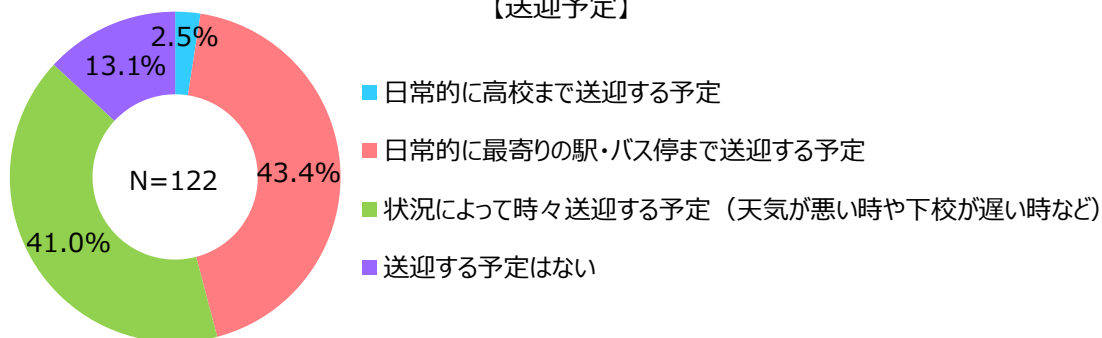 【送迎予定】
2.5%
13.1%
43.4%
41.0%
N=122
日常的に高校まで送迎する予定
日常的に最寄りの駅・バス停まで送迎する予定
状況によって時々送迎する予定（天気が悪い時や下校が遅い時など）
送迎する予定はない